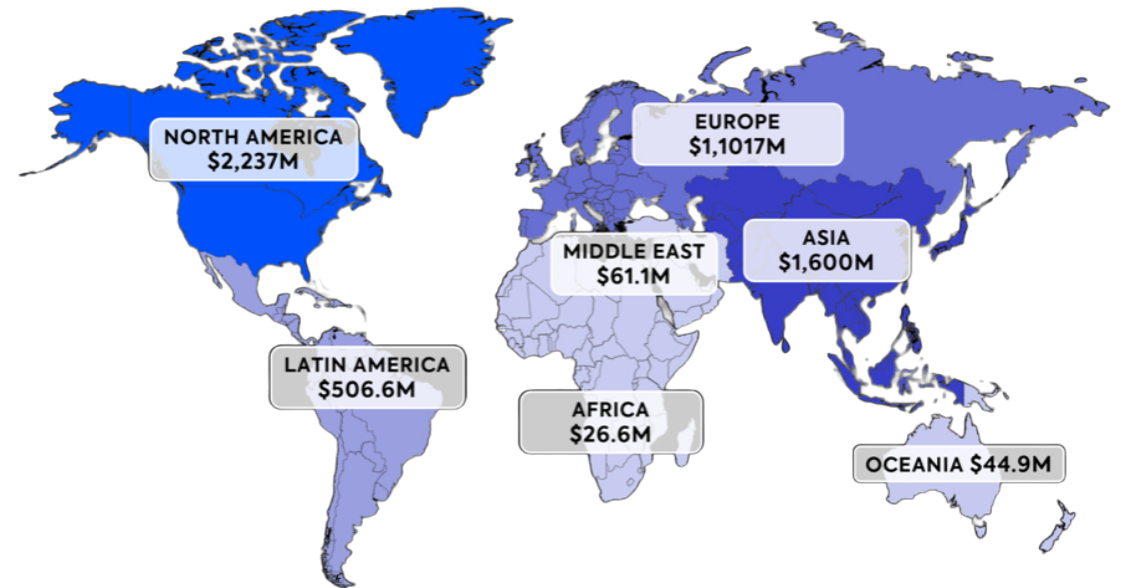 NORTH AMERICA
$2,237M
EUROPE
$1,1017M
ASIA
$1,600M
MIDDLE EAST
$61.1M
LATIN AMERICA
$506.6M
AFRICA
$26.6M
OCEANIA $44.9M